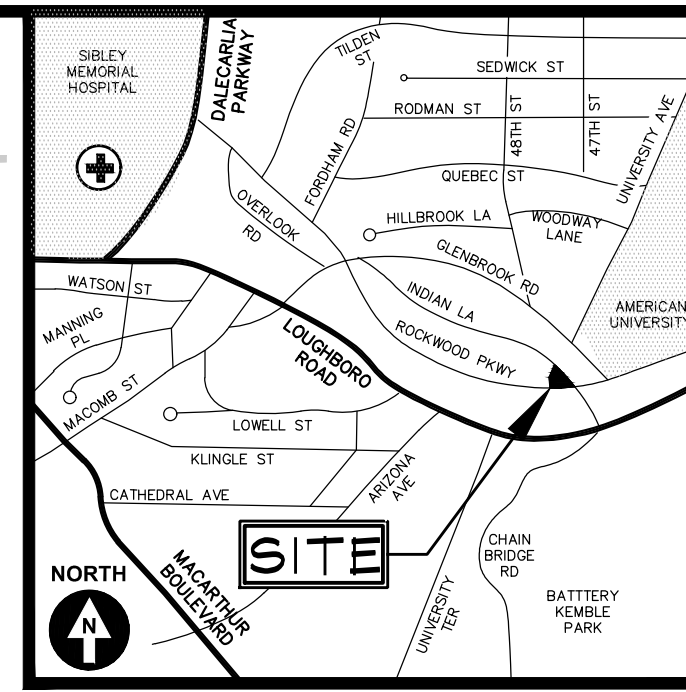 SIBLEY
MEMORIAL
HOSPITAL
DALECARLIA
PARKWAY
TILDEN
ST
SEDWICK ST
RODMAN ST
48TH ST
47TH ST
UNIVERSITY AVE
FORDHAM RD
QUEBEC ST
OVERLOOK
RD
HILLBROOK LA
WOODWAY
LANE
GLENBROOK RD
WATSON ST
INDIAN LA
AMERICAN
UNIVERSITY
MANNING
PL
LOUGHBORO
ROAD
ROCKWOOD PKWY
MACOMB ST
LOWELL ST
KLINGLE ST
ARIZONA
AVE
CATHEDRAL AVE
SITE
CHAIN
BRIDGE
RD
MACARTHUR
BOULEVARD
NORTH
N
UNIVERSITY
TER
BATTTERY
KEMBLE
PARK